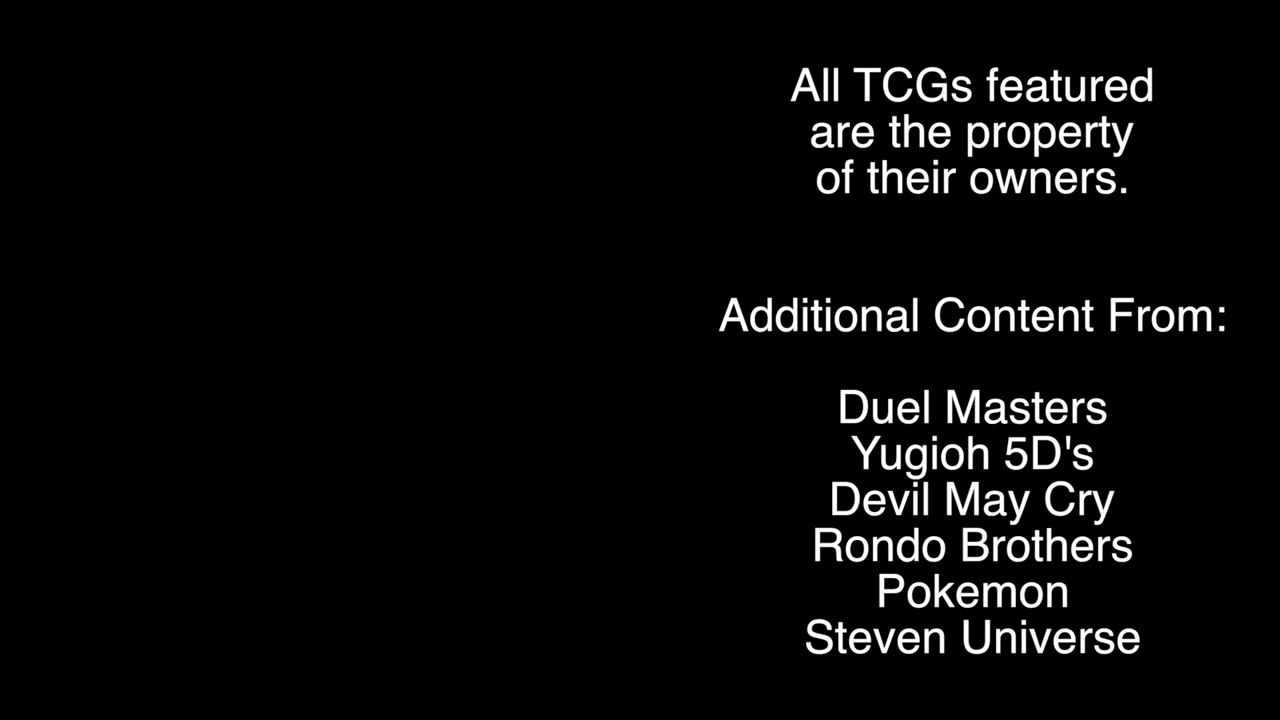 All TCGs featured
are the property
of their owners.
Additional Content From:
Duel Masters
Yugioh 5D's
Devil May Cry
Rondo Brothers
Pokemon
Steven Universe